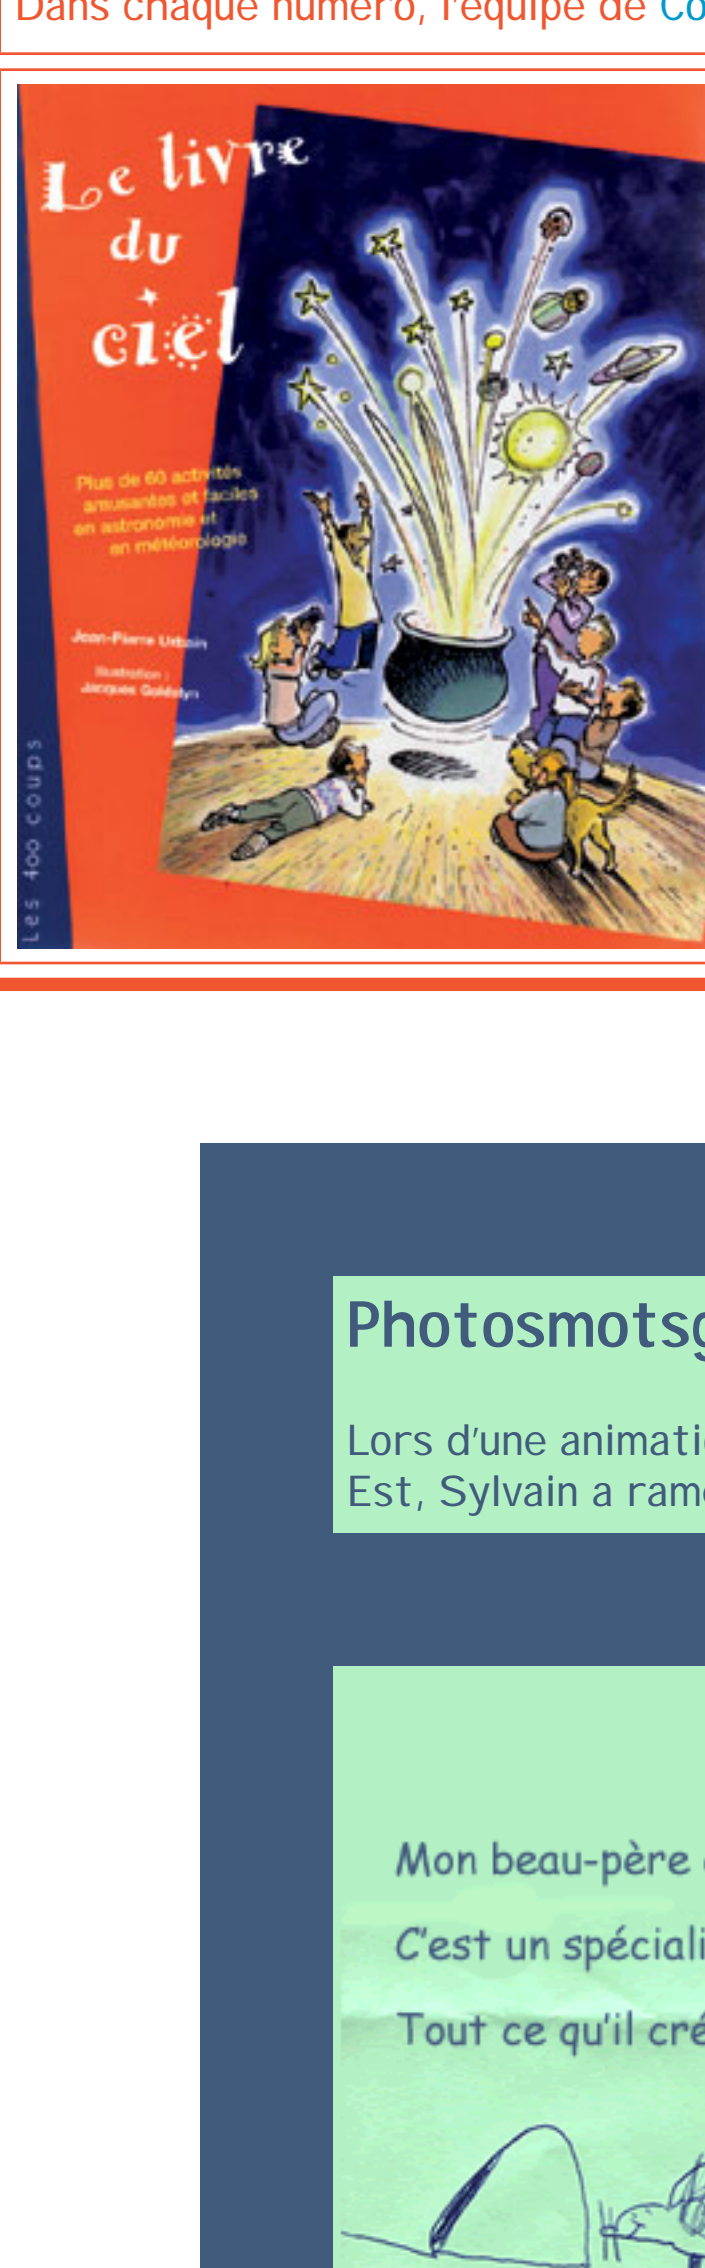 Dans chaque numéro, l'équipe de Co
Le livre
du
ciel
Plus de 60 activités
amusantes et faciles
en astronomie et
en météorologie
Jean-Pierre Urbain
Illustration :
Jacques Goldstyn
Les 400 coups
Photosmotsg
Lors d'une animati
Est, Sylvain a ram
Mon beau-père
C'est un spéciali
Tout ce qu'il cré